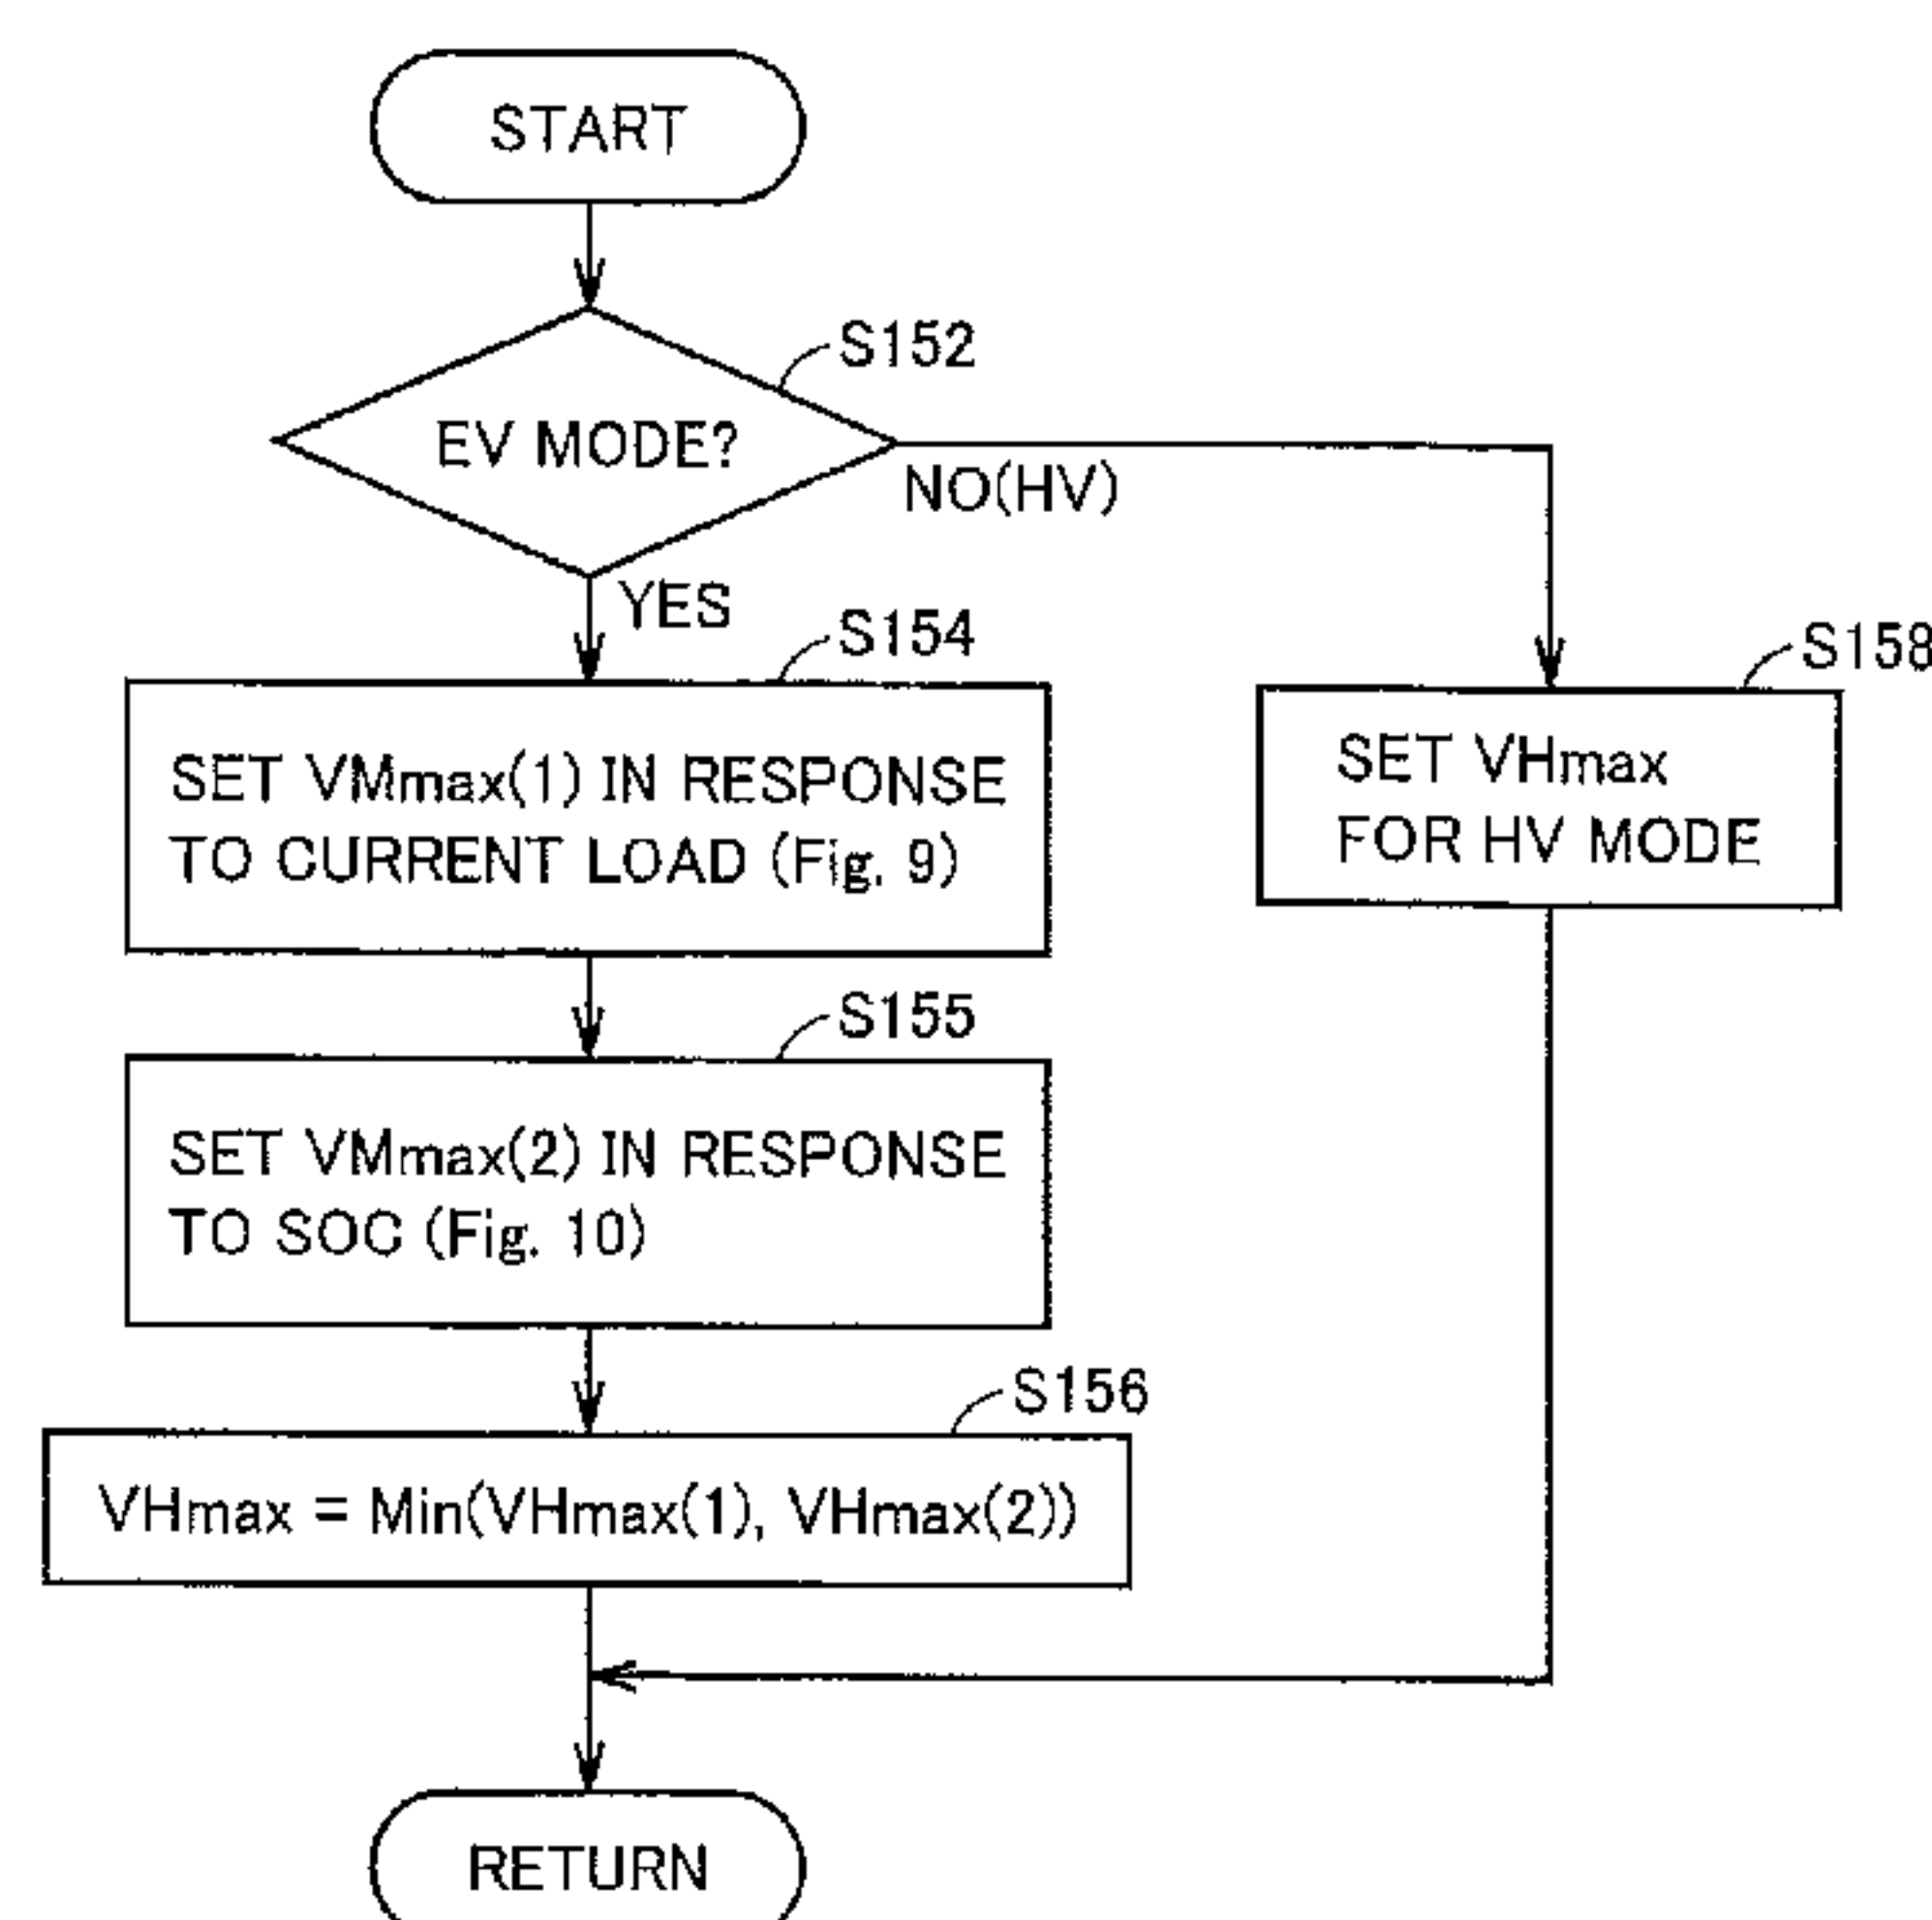 START
S152
EV MODE?
NO(HV)
YES
S154
SET VMmax(1) IN RESPONSE
TO CURRENT LOAD (Fig. 9)
S158
SET VHmax
FOR HV MODE
S155
SET VMmax(2) IN RESPONSE
TO SOC (Fig. 10)
S156
VHmax = Min(VHmax(1), VHmax(2))
RETURN